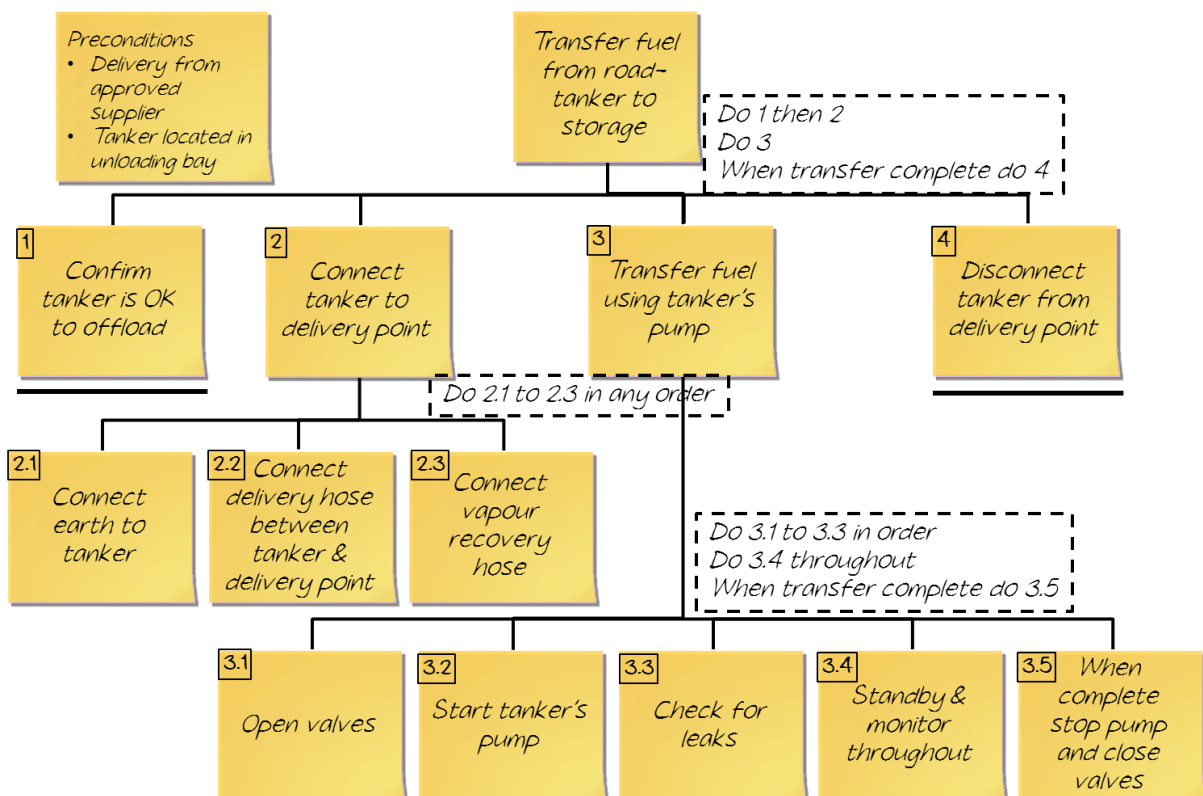 Preconditions
• Delivery from
approved
supplier
• Tanker located in
unloading bay
Transfer fuel
from road-
tanker to
storage
Do 1 then 2
Do 3
When transfer complete do 4
1
Confirm
tanker is OK
to offload
2
Connect
tanker to
delivery point
3
Transfer fuel
using tanker's
pump
4
Disconnect
tanker from
delivery point
Do 2.1 to 2.3 in any order
2.1
Connect
earth to
tanker
2.2
Connect
delivery hose
between
tanker &
delivery point
2.3
Connect
vapour
recovery
hose
Do 3.1 to 3.3 in order
Do 3.4 throughout
When transfer complete do 3.5
3.1
Open valves
3.2
Start tanker's
pump
3.3
Check for
leaks
3.4
Standby &
monitor
throughout
3.5
When
complete
stop pump
and close
valves